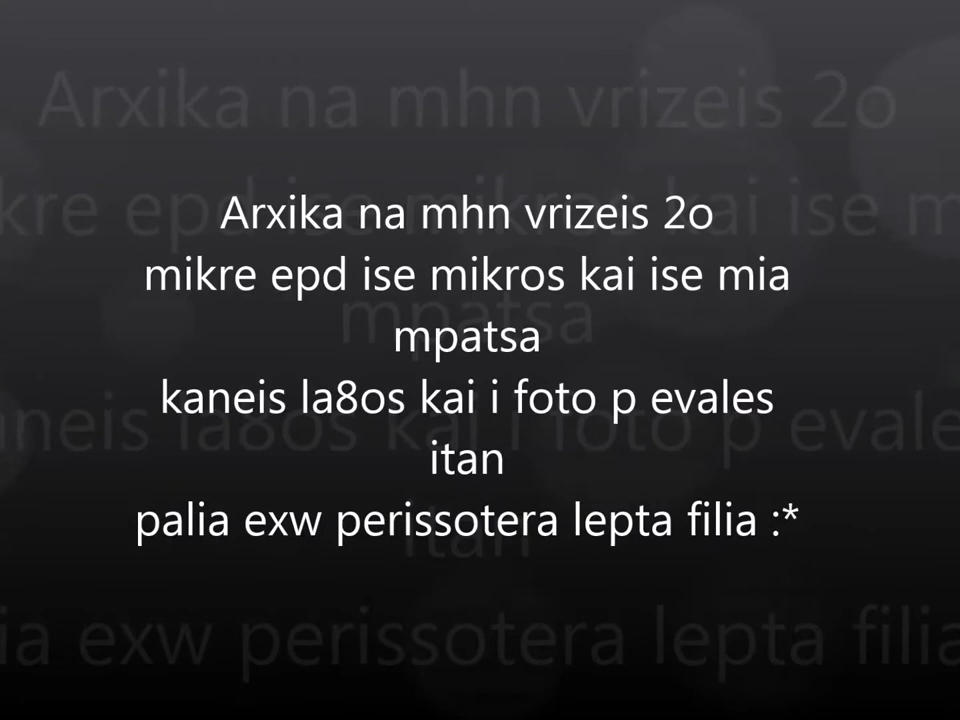 Arxika na mhn vrizeis 2o
mikre epd ise mikros kai ise mia
mpatsa
kaneis la8os kai i foto p evales
itan
palia exw perissotera lepta filia :*